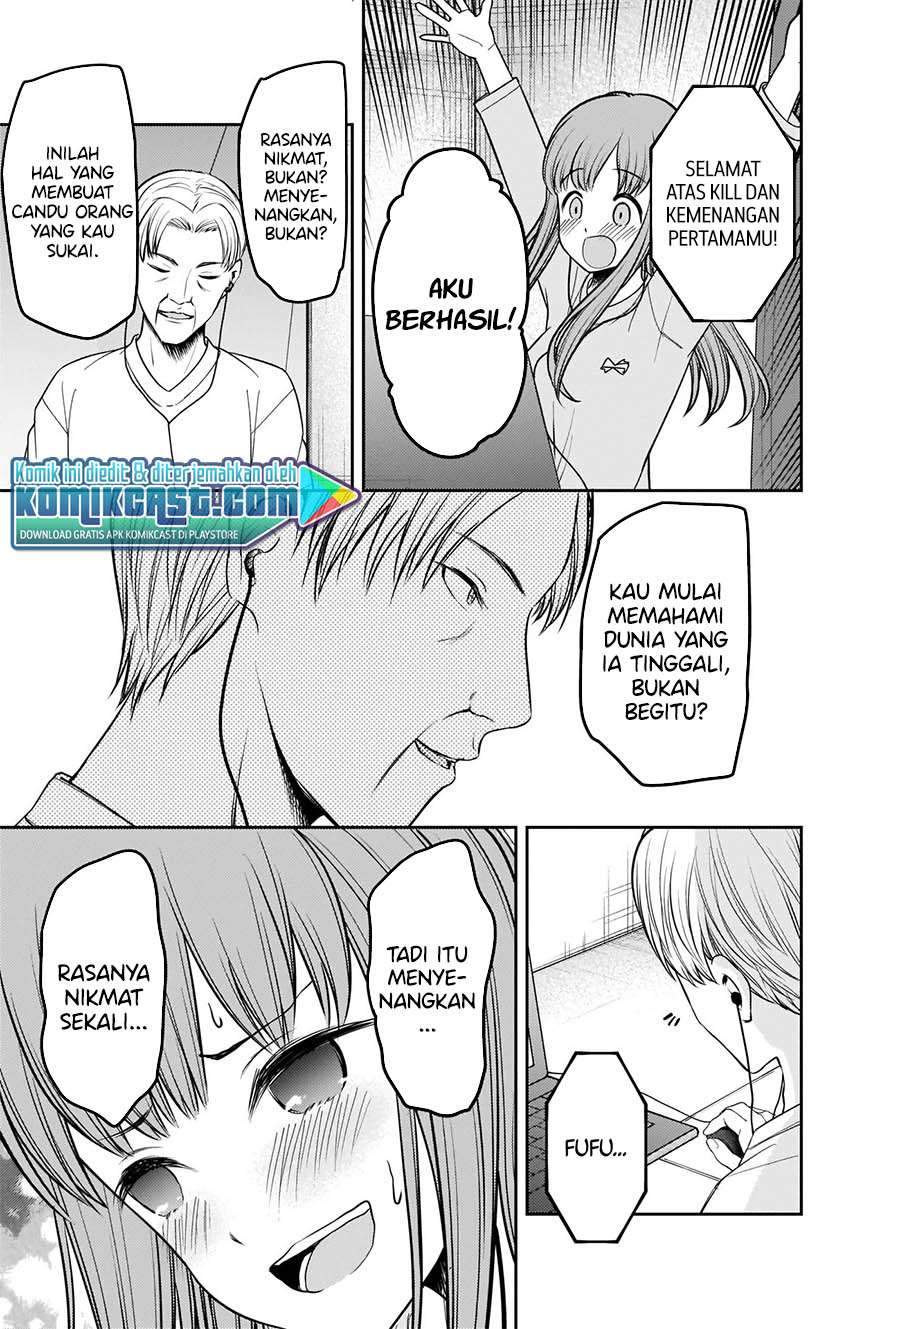 SELAMAT
ATAS KILL DAN
KEMENANGAN
PERTAMAMU!
AKU
BERHASIL!
RASANYA
NIKMAT,
BUKAN?
MENYE-
NANGKAN,
BUKAN?
INILAH
HAL YANG
MEMBUAT
CANDU ORANG
YANG KAU
SUKAI.
Komik ini diedit & diterjemahkan oleh
KOMIKCAST.COM
DOWNLOAD GRATIS APK KOMIKCAST DI PLAYSTORE
KAU MULAI
MEMAHAMI
DUNIA YANG
IA TINGGALI,
BUKAN
BEGITU?
FUFU...
TADI ITU
MENYE-
NANGKAN
...
RASANYA
NIKMAT
SEKALI...